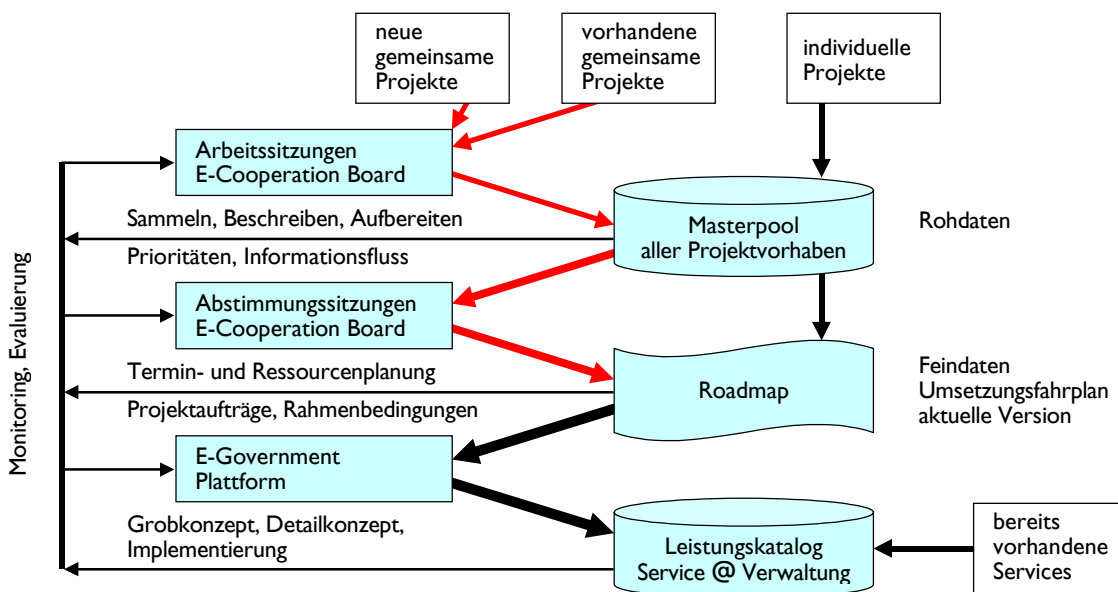 neue
gemeinsame
Projekte
vorhandene
gemeinsame
Projekte
individuelle
Projekte
Arbeitssitzungen
E-Cooperation Board
Sammeln, Beschreiben, Aufbereiten
Masterpool
aller Projektvorhaben
Rohdaten
Prioritäten, Informationsfluss
Abstimmungssitzungen
E-Cooperation Board
Termin- und Ressourcenplanung
Roadmap
Feindaten
Umsetzungsfahrplan
aktuelle Version
Projektaufträge, Rahmenbedingungen
E-Government
Plattform
Grobkonzept, Detailkonzept,
Implementierung
Leistungskatalog
Service @ Verwaltung
bereits
vorhandene
Services
Monitoring, Evaluierung